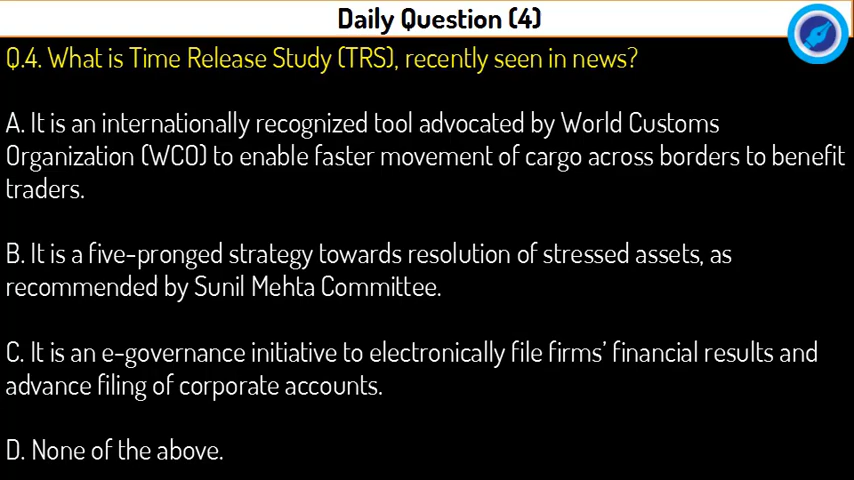 Daily Question (4)
Q.4. What is Time Release Study (TRS), recently seen in news?
A. It is an internationally recognized tool advocated by World Customs
Organization (WCO) to enable faster movement of cargo across borders to benefit
traders.
B. It is a five-pronged strategy towards resolution of stressed assets, as
recommended by Sunil Mehta Committee.
C. It is an e-governance initiative to electronically file firms’ financial results and
advance filing of corporate accounts.
D. None of the above.